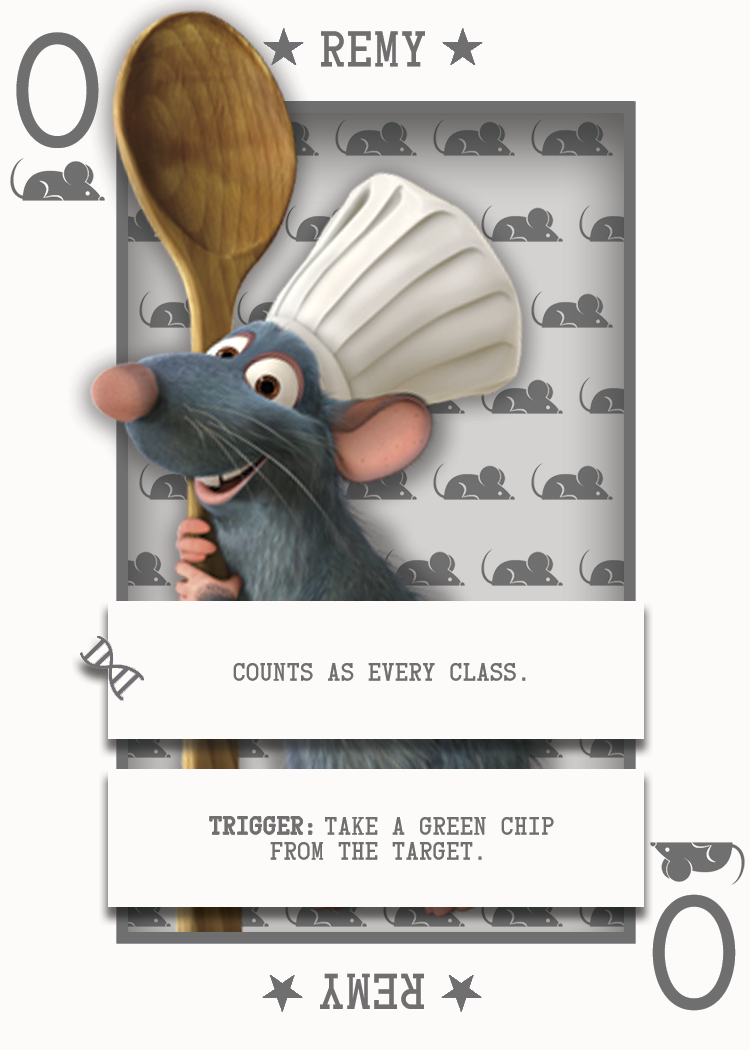 0
★ REMY ★
COUNTS AS EVERY CLASS.
TRIGGER: TAKE A GREEN CHIP
FROM THE TARGET.
0
★ REMY ★